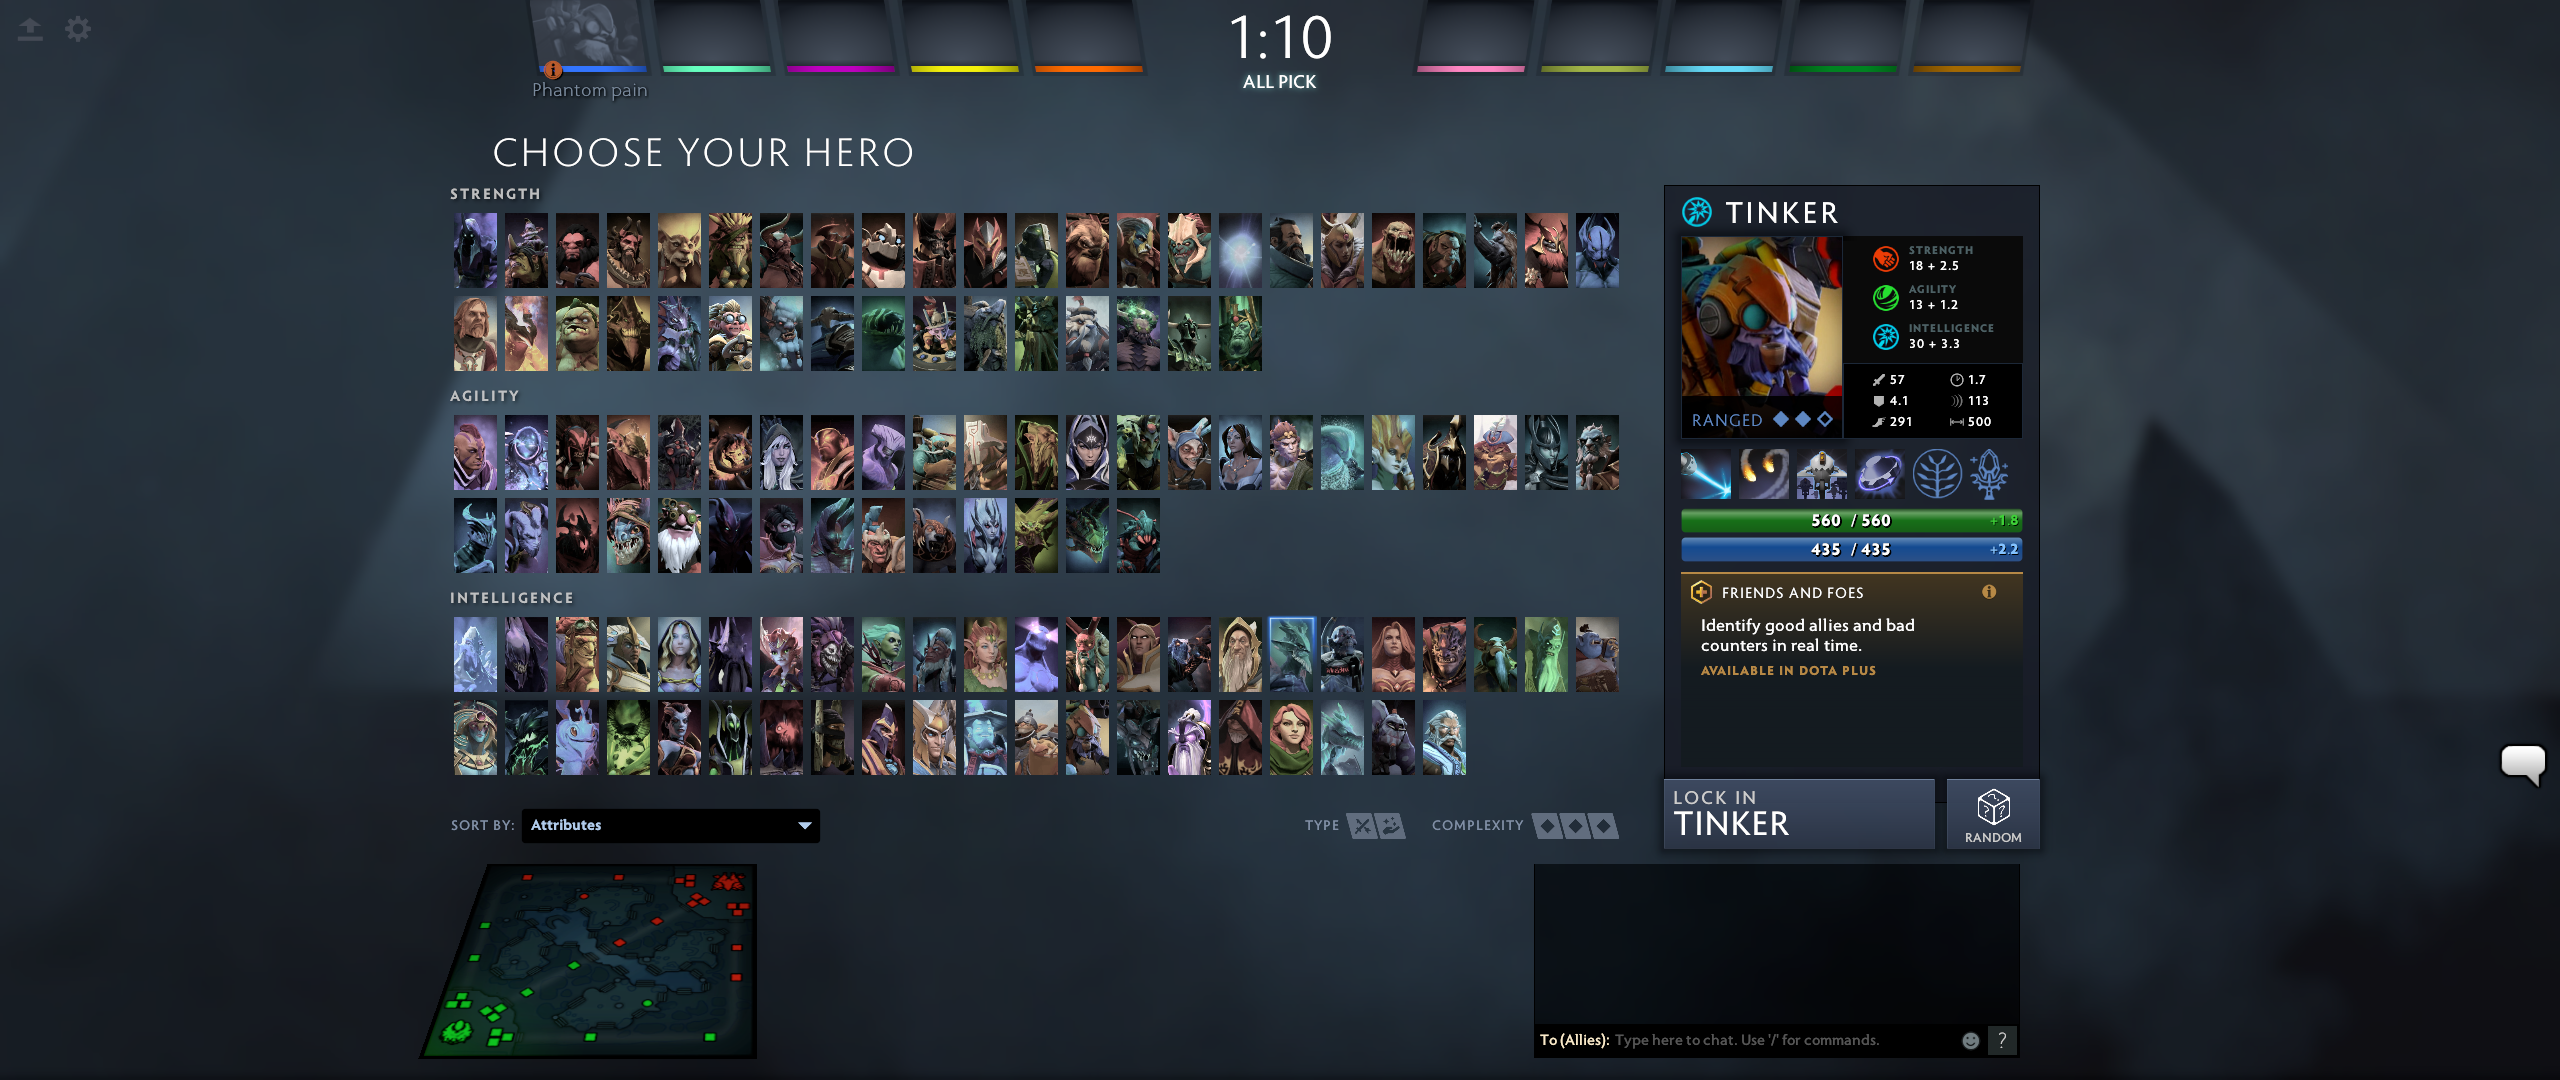 1:10
ALL PICK
Phantom pain
CHOOSE YOUR HERO
STRENGTH
AGILITY
INTELLIGENCE
TINKER
STRENGTH
18 + 2.5
AGILITY
13 + 1.2
INTELLIGENCE
30 + 3.3
57 1.7
4.1 113
291 500
RANGED
560 / 560 +1.8
435 / 435 +2.2
FRIENDS AND FOES
Identify good allies and bad
counters in real time.
AVAILABLE IN DOTA PLUS
LOCK IN
TINKER
RANDOM
SORT BY: Attributes
TYPE
COMPLEXITY
To (Allies): Type here to chat. Use '/' for commands. ?